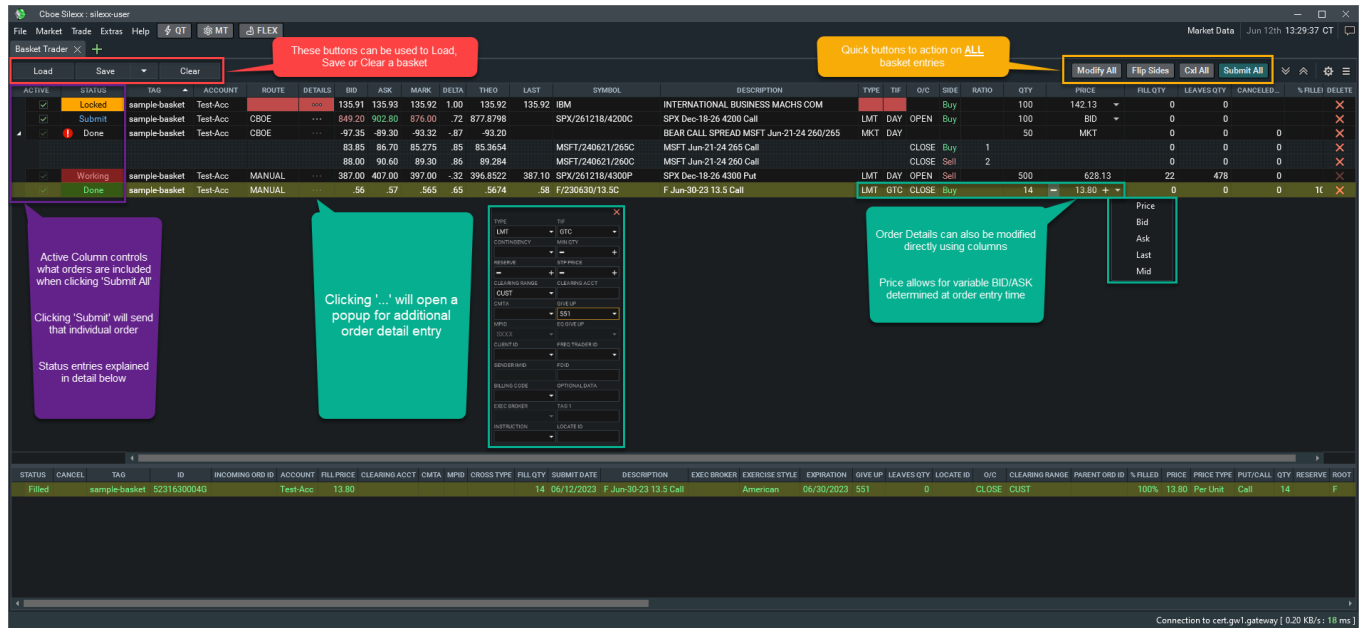 Cboe Silexx : silexx-user
File Market Trade Extras Help QT MT FLEX Market Data Jun 12th 13:29:37 CT
Basket Trader
These buttons can be used to Load,
Save or Clear a basket
Quick buttons to action on ALL
basket entries
Load Save Clear Modify All Flip Sides Cxl All Submit All
ACTIVE STATUS TAG ACCOUNT ROUTE DETAILS BID ASK MARK DELTA THEO LAST SYMBOL DESCRIPTION TYPE TIF O/C SIDE RATIO QTY PRICE FILL QTY LEAVES QTY CANCELED... % FILLED DELETE
Locked sample-basket Test-Acc 135.91 135.93 135.92 1.00 135.92 135.92 IBM INTERNATIONAL BUSINESS MACHS COM Buy 100 142.13 0 0
Submit sample-basket Test-Acc CBOE ... 849.20 902.80 876.00 .72 877.8798 SPX/261218/4200C SPX Dec-18-26 4200 Call LMT DAY OPEN Buy 100 BID 0 0
Done sample-basket Test-Acc CBOE ... -97.35 -89.30 -93.32 -.87 -93.20 BEAR CALL SPREAD MSFT Jun-21-24 260/265 MKT DAY 50 MKT 0 0 0
83.85 86.70 85.275 .85 85.3654 MSFT/240621/265C MSFT Jun-21-24 265 Call CLOSE Buy 1 0 0 0
88.00 90.60 89.30 .86 89.284 MSFT/240621/260C MSFT Jun-21-24 260 Call CLOSE Sell 2 0 0 0
Working sample-basket Test-Acc MANUAL ... 387.00 407.00 397.00 -.32 396.8522 387.10 SPX/261218/4300P SPX Dec-18-26 4300 Put LMT DAY OPEN Sell 500 628.13 22 478 0
Done sample-basket Test-Acc MANUAL ... .56 .57 .565 .65 .5674 .58 F/230630/13.5C F Jun-30-23 13.5 Call LMT GTC CLOSE Buy 14 − 13.80 + 0 0 0
Price
Bid
Ask
Last
Mid
Active Column controls
what orders are included
when clicking 'Submit All'
Clicking 'Submit' will send
that individual order
Status entries explained
in detail below
Clicking '...' will open a
popup for additional
order detail entry
TYPE TIF
LMT GTC
CONTINGENCY MIN QTY
− +
RESERVE STP PRICE
− + − +
CLEARING RANGE CLEARING ACCT
CUST
CMTA GIVE UP
551
MPID EQ GIVE UP
CLIENT ID FREQ TRADER ID
SENDER IMID PDID
BILLING CODE OPTIONAL DATA
EXEC BROKER TAG 1
INSTRUCTION LOCATE ID
Order Details can also be modified
directly using columns
Price allows for variable BID/ASK
determined at order entry time
STATUS CANCEL TAG ID INCOMING ORD ID ACCOUNT FILL PRICE CLEARING ACCT CMTA MPID CROSS TYPE FILL QTY SUBMIT DATE DESCRIPTION EXEC BROKER EXERCISE STYLE EXPIRATION GIVE UP LEAVES QTY LOCATE ID O/C CLEARING RANGE PARENT ORD ID % FILLED PRICE PRICE TYPE PUT/CALL QTY RESERVE ROOT
Filled sample-basket 5231630004G Test-Acc 13.80 14 06/12/2023 F Jun-30-23 13.5 Call American 06/30/2023 551 0 CLOSE CUST 100% 13.80 Per Unit Call 14 F
Connection to cert.gw1.gateway [ 0.20 KB/s : 18 ms ]